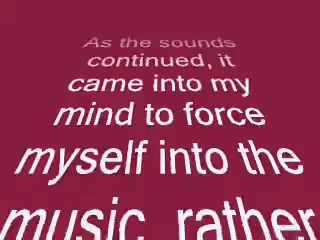 As the sounds
continued, it
came into my
mind to force
myself into the
music, rather